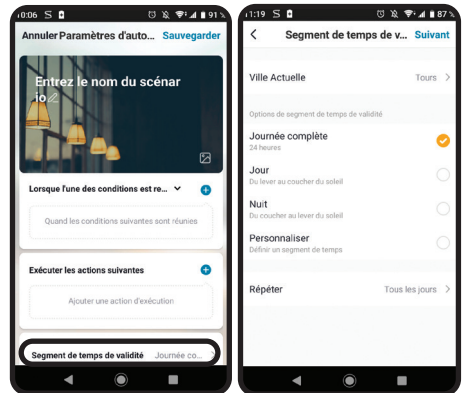 10:06 S 91%
Annuler Paramètres d'auto... Sauvegarder
Entrez le nom du scénar
io
Lorsque l'une des conditions est re...
Quand les conditions suivantes sont réunies
Exécuter les actions suivantes
Ajouter une action d'exécution
Segment de temps de validité Journée co...
11:19 S 87%
Segment de temps de v... Suivant
Ville Actuelle Tours
Options de segment de temps de validité
Journée complète
24 heures
Jour
Du lever au coucher du soleil
Nuit
Du coucher au lever du soleil
Personnaliser
Définir un segment de temps
Répéter Tous les jours